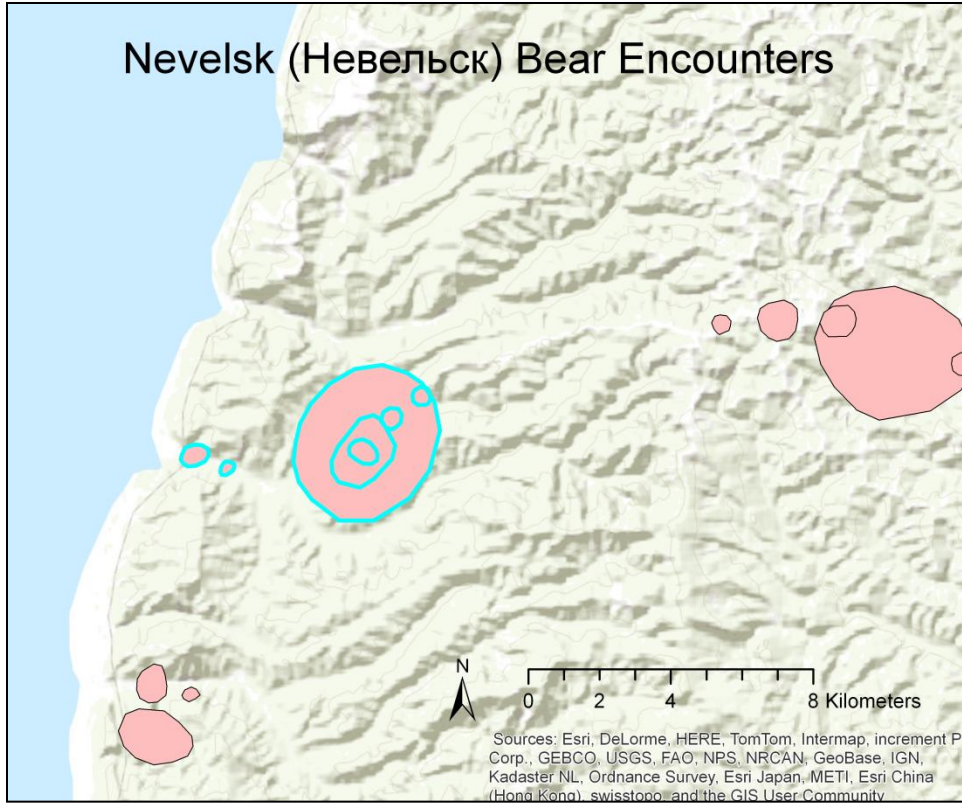 Nevelsk (Невельск) Bear Encounters
N
0 2 4 8 Kilometers
Sources: Esri, DeLorme, HERE, TomTom, Intermap, increment P
Corp., GEBCO, USGS, FAO, NPS, NRCAN, GeoBase, IGN,
Kadaster NL, Ordnance Survey, Esri Japan, METI, Esri China
(Hong Kong), swisstopo, and the GIS User Community